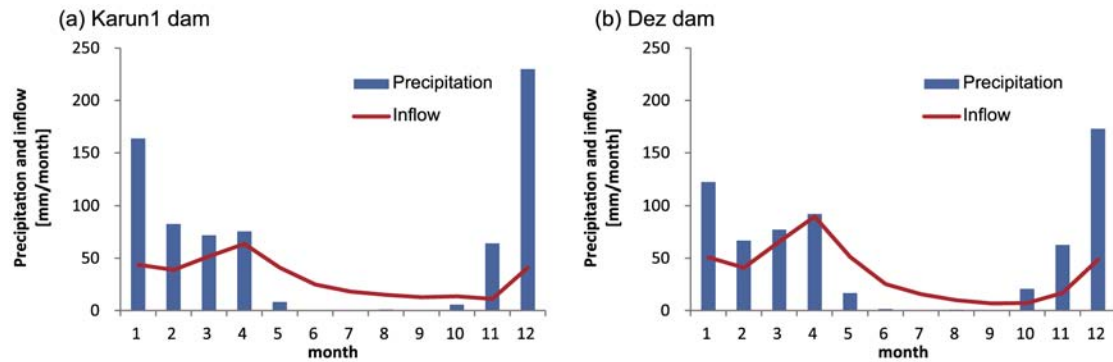 (a) Karun1 dam
Precipitation and inflow
[mm/month]
250
200
150
100
50
0
Precipitation
Inflow
1 2 3 4 5 6 7 8 9 10 11 12
month
(b) Dez dam
Precipitation and inflow
[mm/month]
250
200
150
100
50
0
Precipitation
Inflow
1 2 3 4 5 6 7 8 9 10 11 12
month